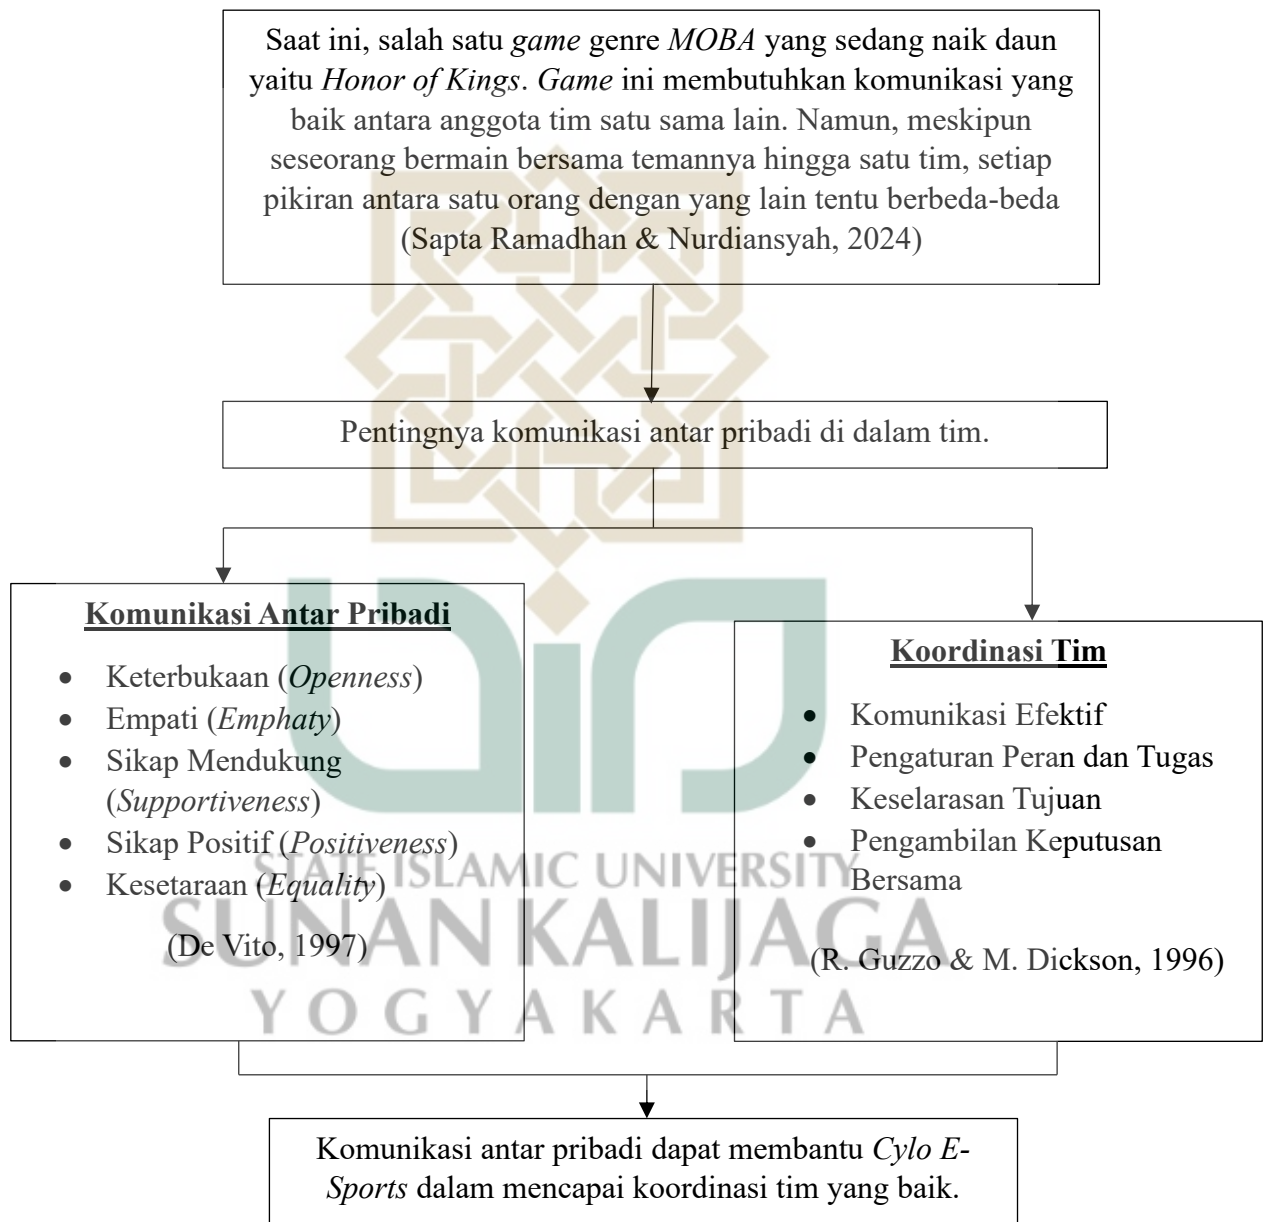 Saat ini, salah satu game genre MOBA yang sedang naik daun
yaitu Honor of Kings. Game ini membutuhkan komunikasi yang
baik antara anggota tim satu sama lain. Namun, meskipun
seseorang bermain bersama temannya hingga satu tim, setiap
pikiran antara satu orang dengan yang lain tentu berbeda-beda
(Sapta Ramadhan & Nurdiansyah, 2024)
Pentingnya komunikasi antar pribadi di dalam tim.
Komunikasi Antar Pribadi
• Keterbukaan (Openness)
• Empati (Emphaty)
• Sikap Mendukung
(Supportiveness)
• Sikap Positif (Positiveness)
• Kesetaraan (Equality)
(De Vito, 1997)
Koordinasi Tim
• Komunikasi Efektif
• Pengaturan Peran dan Tugas
• Keselarasan Tujuan
• Pengambilan Keputusan
Bersama
(R. Guzzo & M. Dickson, 1996)
STATE ISLAMIC UNIVERSITY
SUNAN KALIJAGA
YOGYAKARTA
Komunikasi antar pribadi dapat membantu Cylo E-
Sports dalam mencapai koordinasi tim yang baik.